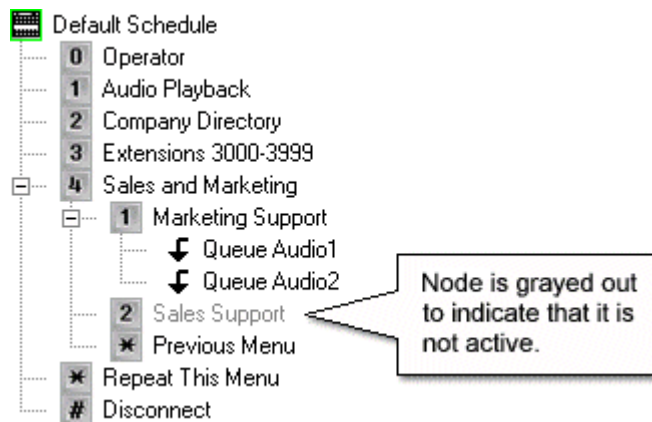 Default Schedule
0 Operator
1 Audio Playback
2 Company Directory
3 Extensions 3000-3999
4 Sales and Marketing
1 Marketing Support
Queue Audio1
Queue Audio2
2 Sales Support
* Previous Menu
* Repeat This Menu
# Disconnect
Node is grayed out
to indicate that it is
not active.